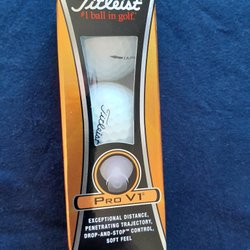 Titleist
#1 ball in golf.
Titleist
PRO V1®
EXCEPTIONAL DISTANCE,
PENETRATING TRAJECTORY,
DROP-AND-STOP™ CONTROL,
SOFT FEEL